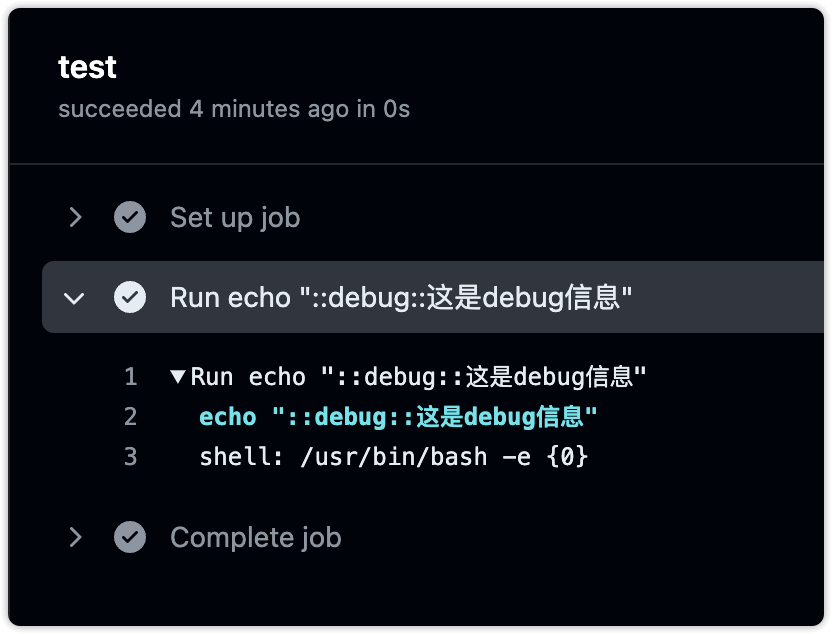 test
succeeded 4 minutes ago in 0s
Set up job
Run echo "::debug::这是debug信息"
1 ▼Run echo "::debug::这是debug信息"
2 echo "::debug::这是debug信息"
3 shell: /usr/bin/bash -e {0}
Complete job